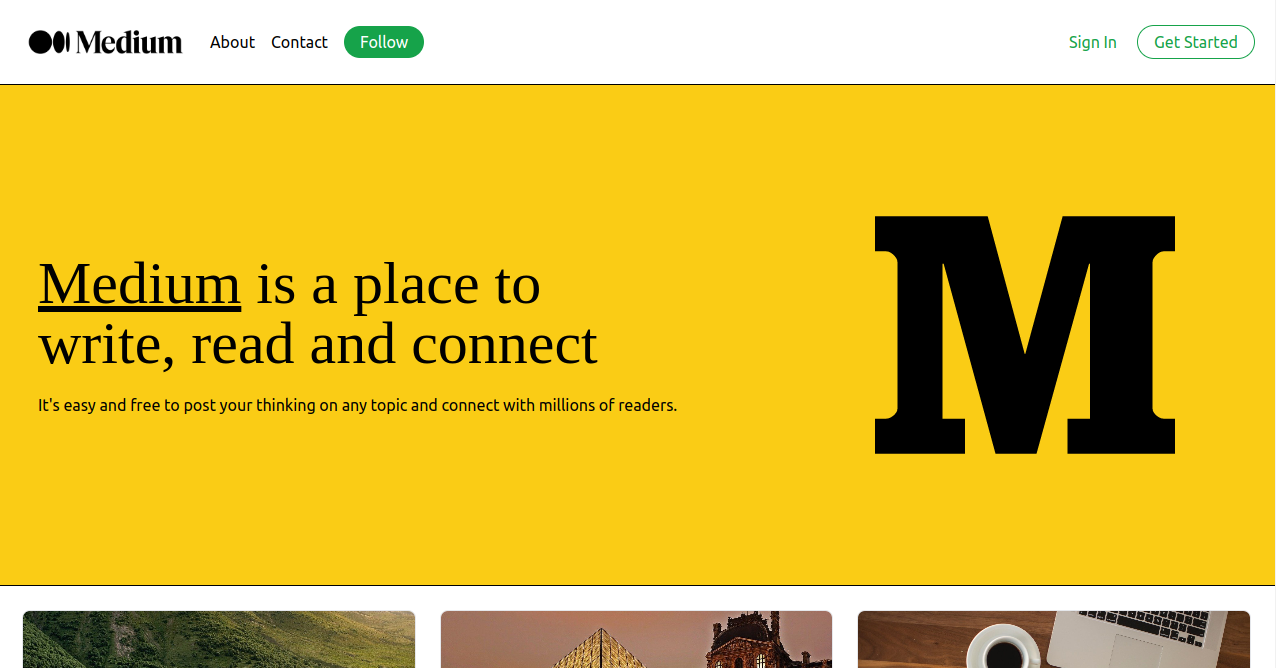 Medium
About
Contact
Follow
Sign In
Get Started
Medium is a place to
write, read and connect
It's easy and free to post your thinking on any topic and connect with millions of readers.
M